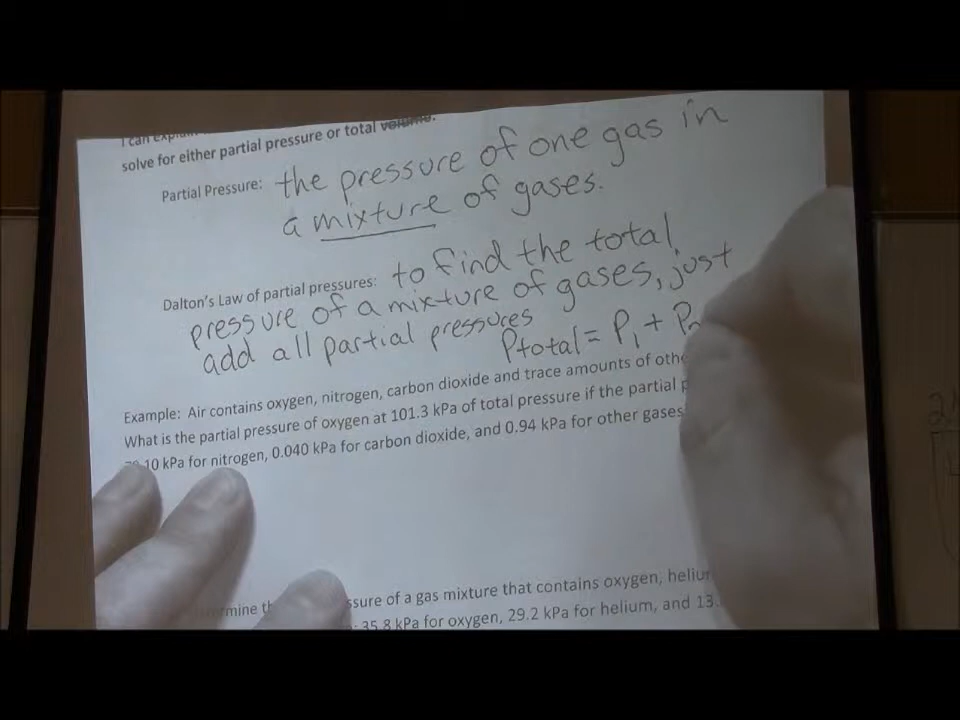 I can
solve for either partial pressure or total volume.
Partial Pressure: the pressure of one gas in
a mixture of gases.
Dalton's Law of partial pressures: to find the total
pressure of a mixture of gases, just
add all partial pressures
Ptotal = P1 + P
Example: Air contains oxygen, nitrogen, carbon dioxide and trace amounts of
What is the partial pressure of oxygen at 101.3 kPa of total pressure if the partial
10 kPa for nitrogen, 0.040 kPa for carbon dioxide, and 0.94 kPa for other gases
of a gas mixture that contains oxygen,
35.8 kPa for oxygen, 29.2 kPa for helium, and 13.